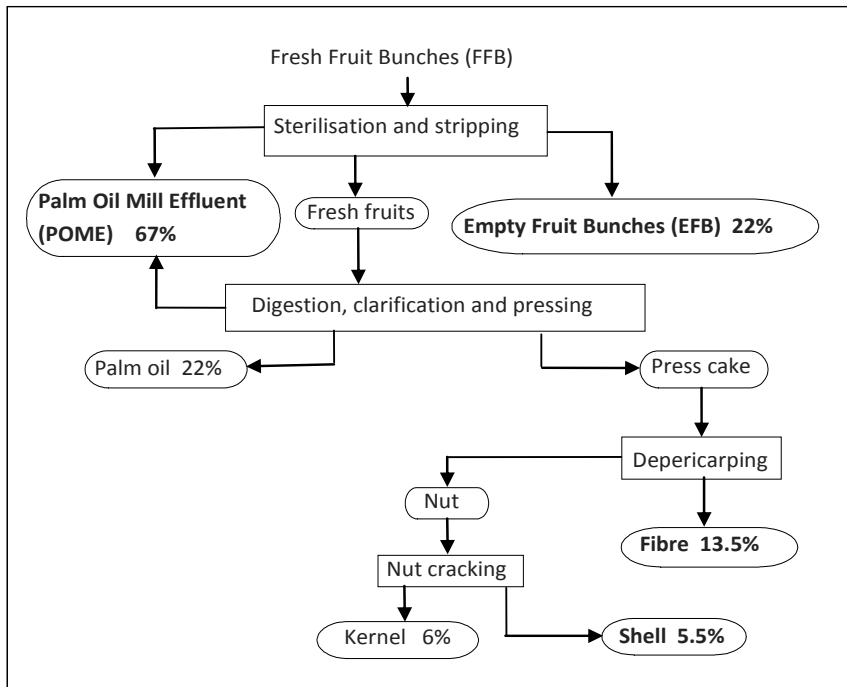 Fresh Fruit Bunches (FFB)
Sterilisation and stripping
Palm Oil Mill Effluent
(POME) 67%
Fresh fruits
Empty Fruit Bunches (EFB) 22%
Digestion, clarification and pressing
Palm oil 22%
Press cake
Depericarping
Nut
Fibre 13.5%
Nut cracking
Kernel 6%
Shell 5.5%